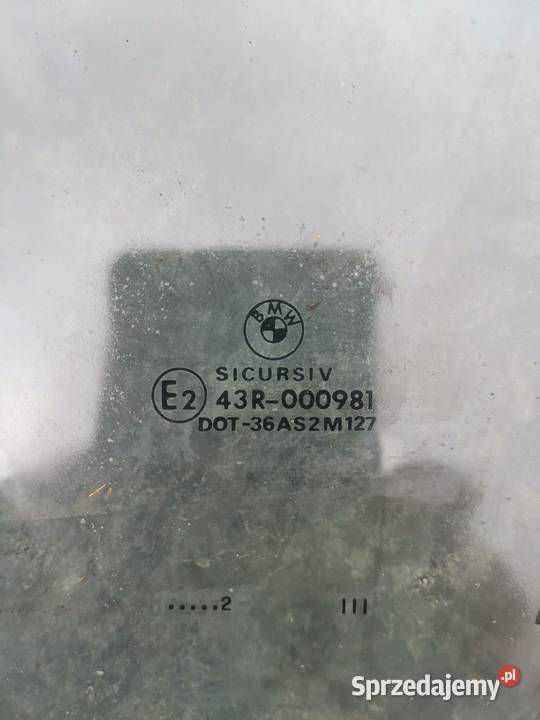 BMW
SICURSIV
E2 43R-000981
DOT-36AS2M127
.....2 III
Sprzedajemy.pl